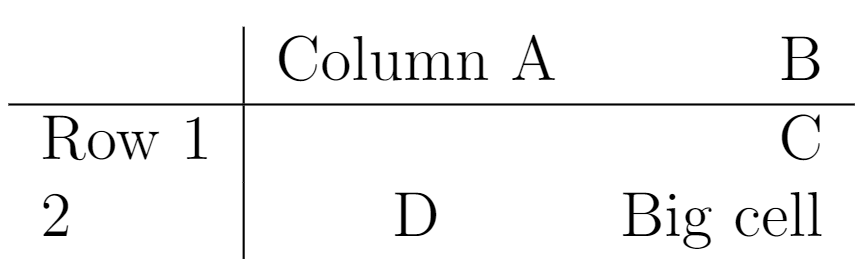 Column A B
Row 1 C
2 D Big cell